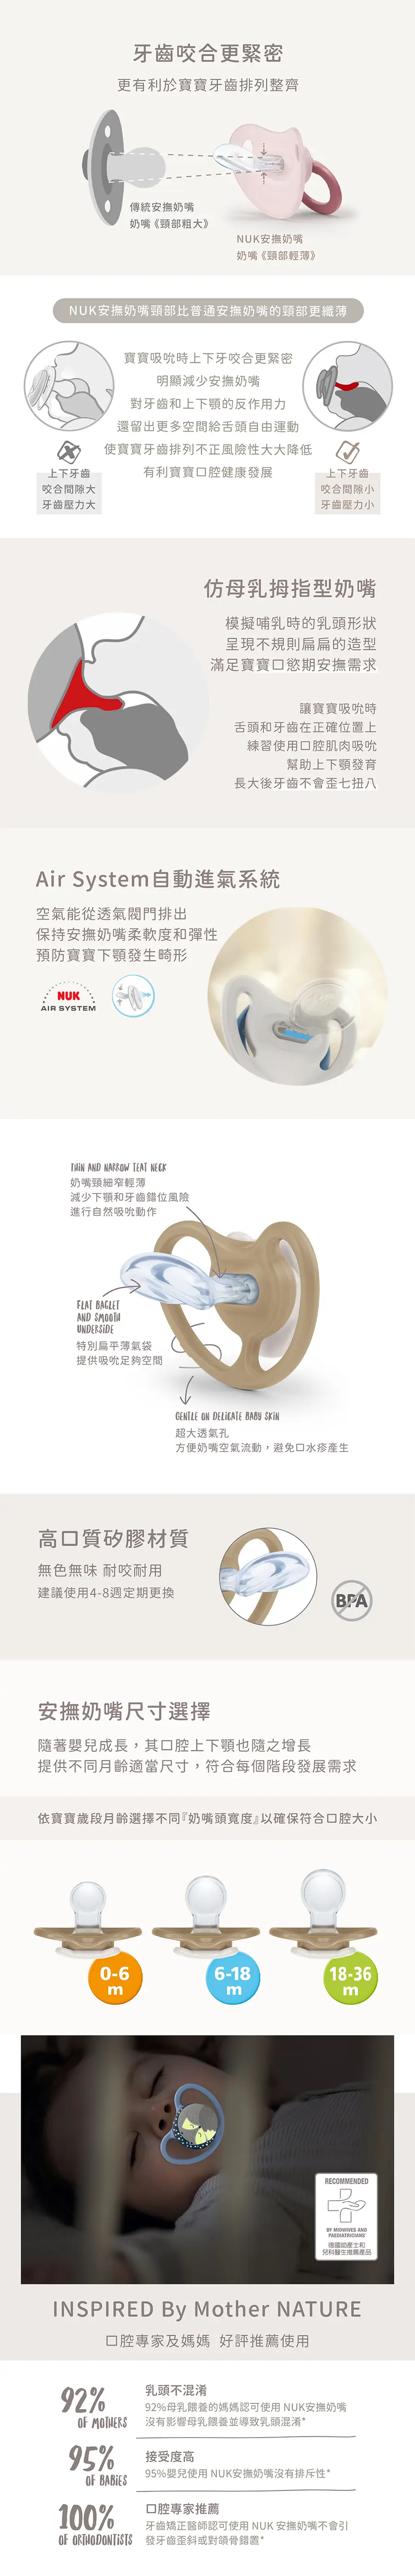 牙齒咬合更緊密
更有利於寶寶牙齒排列整齊
傳統安撫奶嘴
奶嘴《頸部粗大》
NUK安撫奶嘴
奶嘴《頸部輕薄》
NUK安撫奶嘴頸部比普通安撫奶嘴的頸部更纖薄
寶寶吸吮時上下牙咬合更緊密
明顯減少安撫奶嘴
對牙齒和上下顎的反作用力
還留出更多空間給舌頭自由運動
使寶寶牙齒排列不正風險性大大降低
有利寶寶口腔健康發展
上下牙齒
咬合間隙大
牙齒壓力大
上下牙齒
咬合間隙小
牙齒壓力小
仿母乳拇指型奶嘴
模擬哺乳時的乳頭形狀
呈現不規則扁扁的造型
滿足寶寶口慾期安撫需求
讓寶寶吸吮時
舌頭和牙齒在正確位置上
練習使用口腔肌肉吸吮
幫助上下顎發育
長大後牙齒不會歪七扭八
Air System自動進氣系統
空氣能從透氣閥門排出
保持安撫奶嘴柔軟度和彈性
預防寶寶下顎發生畸形
NUK
AIR SYSTEM
THIN AND NARROW TEAT NECK
奶嘴頸細窄輕薄
減少下顎和牙齒錯位風險
進行自然吸吮動作
FLAT BAGLET
AND SMOOTH
UNDERSIDE
特別扁平薄氣袋
提供吸吮足夠空間
GENTLE ON DELICATE BABY SKIN
超大透氣孔
方便奶嘴空氣流動，避免口水疹產生
高口質矽膠材質
無色無味 耐咬耐用
建議使用4-8週定期更換
BPA
安撫奶嘴尺寸選擇
隨著嬰兒成長，其口腔上下顎也隨之增長
提供不同月齡適當尺寸，符合每個階段發展需求
依寶寶歲段月齡選擇不同『奶嘴頭寬度』以確保符合口腔大小
0-6
m
6-18
m
18-36
m
RECOMMENDED
BY MIDWIVES AND
PAEDIATRICIANS*
德國助產士和
兒科醫生推薦產品
INSPIRED By Mother NATURE
口腔專家及媽媽 好評推薦使用
92%
OF MOTHERS
乳頭不混淆
92%母乳餵養的媽媽認可使用 NUK安撫奶嘴
沒有影響母乳餵養並導致乳頭混淆*
95%
OF BABIES
接受度高
95%嬰兒使用 NUK安撫奶嘴沒有排斥性*
100%
OF ORTHODONTISTS
口腔專家推薦
牙齒矯正醫師認可使用 NUK 安撫奶嘴不會引
發牙齒歪斜或對頜骨錯置*